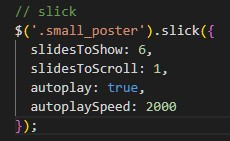 // slick
$('.small_poster').slick({
  slidesToShow: 6,
  slidesToScroll: 1,
  autoplay: true,
  autoplaySpeed: 2000
});